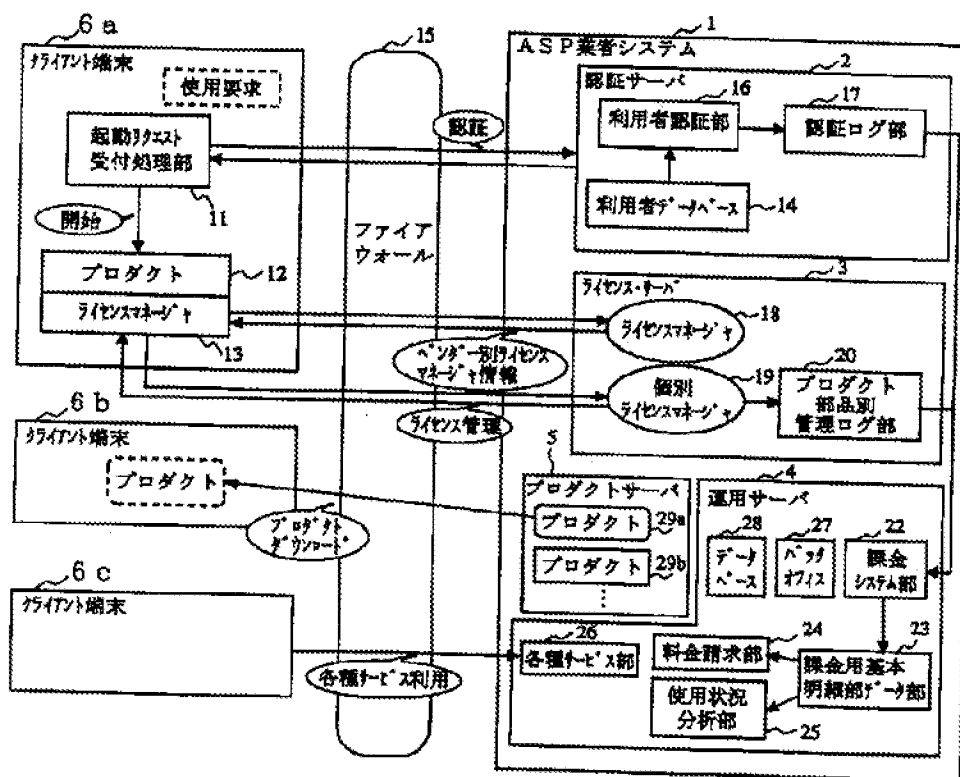 6a
クライアント端末
使用要求
起動リクエスト
受付処理部
11
開始
プロダクト
12
ライセンスマネージャ
13
15
ファイア
ウォール
認証
ベンダー別ライセンス
マネージャ情報
ライセンス管理
1
ASP業者システム
2
認証サーバ
16
利用者認証部
17
認証ログ部
利用者データベース
14
3
ライセンス・サーバ
ライセンスマネージャ
18
個別
ライセンスマネージャ
19
20
プロダクト
部品別
管理ログ部
6b
クライアント端末
プロダクト
プロダクト
ダウンロード
5
プロダクトサーバ
プロダクト
29a
プロダクト
29b
⋮
4
運用サーバ
28
データ
ベース
27
バック
オフィス
22
課金
システム部
6c
クライアント端末
各種サービス利用
26
各種サービス部
24
料金請求部
23
課金用基本
明細部データ部
使用状況
分析部
25